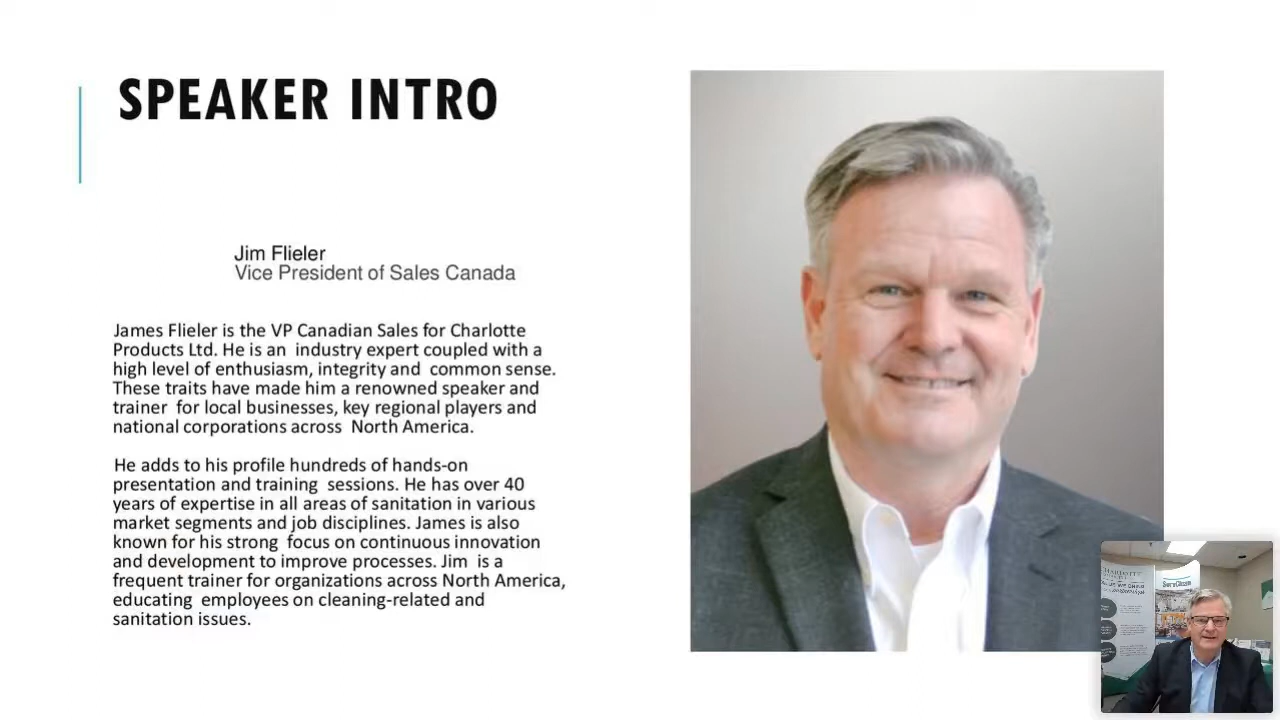 SPEAKER INTRO
Jim Flieler
Vice President of Sales Canada
James Flieler is the VP Canadian Sales for Charlotte
Products Ltd. He is an industry expert coupled with a
high level of enthusiasm, integrity and common sense.
These traits have made him a renowned speaker and
trainer for local businesses, key regional players and
national corporations across North America.
He adds to his profile hundreds of hands-on
presentation and training sessions. He has over 40
years of expertise in all areas of sanitation in various
market segments and job disciplines. James is also
known for his strong focus on continuous innovation
and development to improve processes. Jim is a
frequent trainer for organizations across North America,
educating employees on cleaning-related and
sanitation issues.